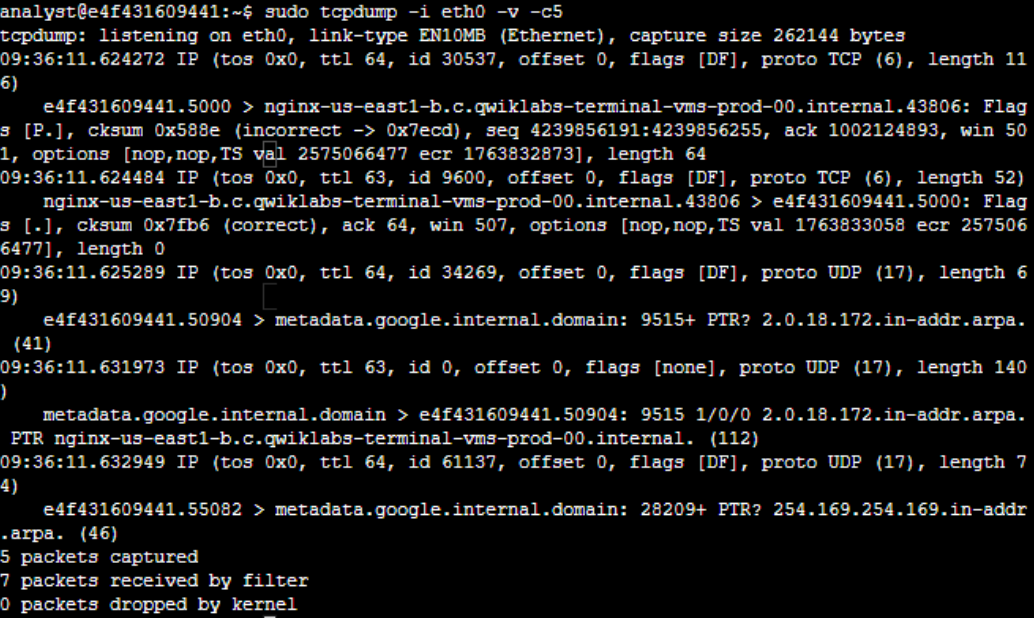 analyst@e4f431609441:~$ sudo tcpdump -i eth0 -v -c5
tcpdump: listening on eth0, link-type EN10MB (Ethernet), capture size 262144 bytes
09:36:11.624272 IP (tos 0x0, ttl 64, id 30537, offset 0, flags [DF], proto TCP (6), length 11
6)
    e4f431609441.5000 > nginx-us-east1-b.c.qwiklabs-terminal-vms-prod-00.internal.43806: Flag
s [P.], cksum 0x588e (incorrect -> 0x7ecd), seq 4239856191:4239856255, ack 1002124893, win 50
1, options [nop,nop,TS val 2575066477 ecr 1763832873], length 64
09:36:11.624484 IP (tos 0x0, ttl 63, id 9600, offset 0, flags [DF], proto TCP (6), length 52)
    nginx-us-east1-b.c.qwiklabs-terminal-vms-prod-00.internal.43806 > e4f431609441.5000: Flag
s [.], cksum 0x7fb6 (correct), ack 64, win 507, options [nop,nop,TS val 1763833058 ecr 257506
6477], length 0
09:36:11.625289 IP (tos 0x0, ttl 64, id 34269, offset 0, flags [DF], proto UDP (17), length 6
9)
    e4f431609441.50904 > metadata.google.internal.domain: 9515+ PTR? 2.0.18.172.in-addr.arpa.
 (41)
09:36:11.631973 IP (tos 0x0, ttl 63, id 0, offset 0, flags [none], proto UDP (17), length 140
)
    metadata.google.internal.domain > e4f431609441.50904: 9515 1/0/0 2.0.18.172.in-addr.arpa.
 PTR nginx-us-east1-b.c.qwiklabs-terminal-vms-prod-00.internal. (112)
09:36:11.632949 IP (tos 0x0, ttl 64, id 61137, offset 0, flags [DF], proto UDP (17), length 7
4)
    e4f431609441.55082 > metadata.google.internal.domain: 28209+ PTR? 254.169.254.169.in-addr
.arpa. (46)
5 packets captured
7 packets received by filter
0 packets dropped by kernel